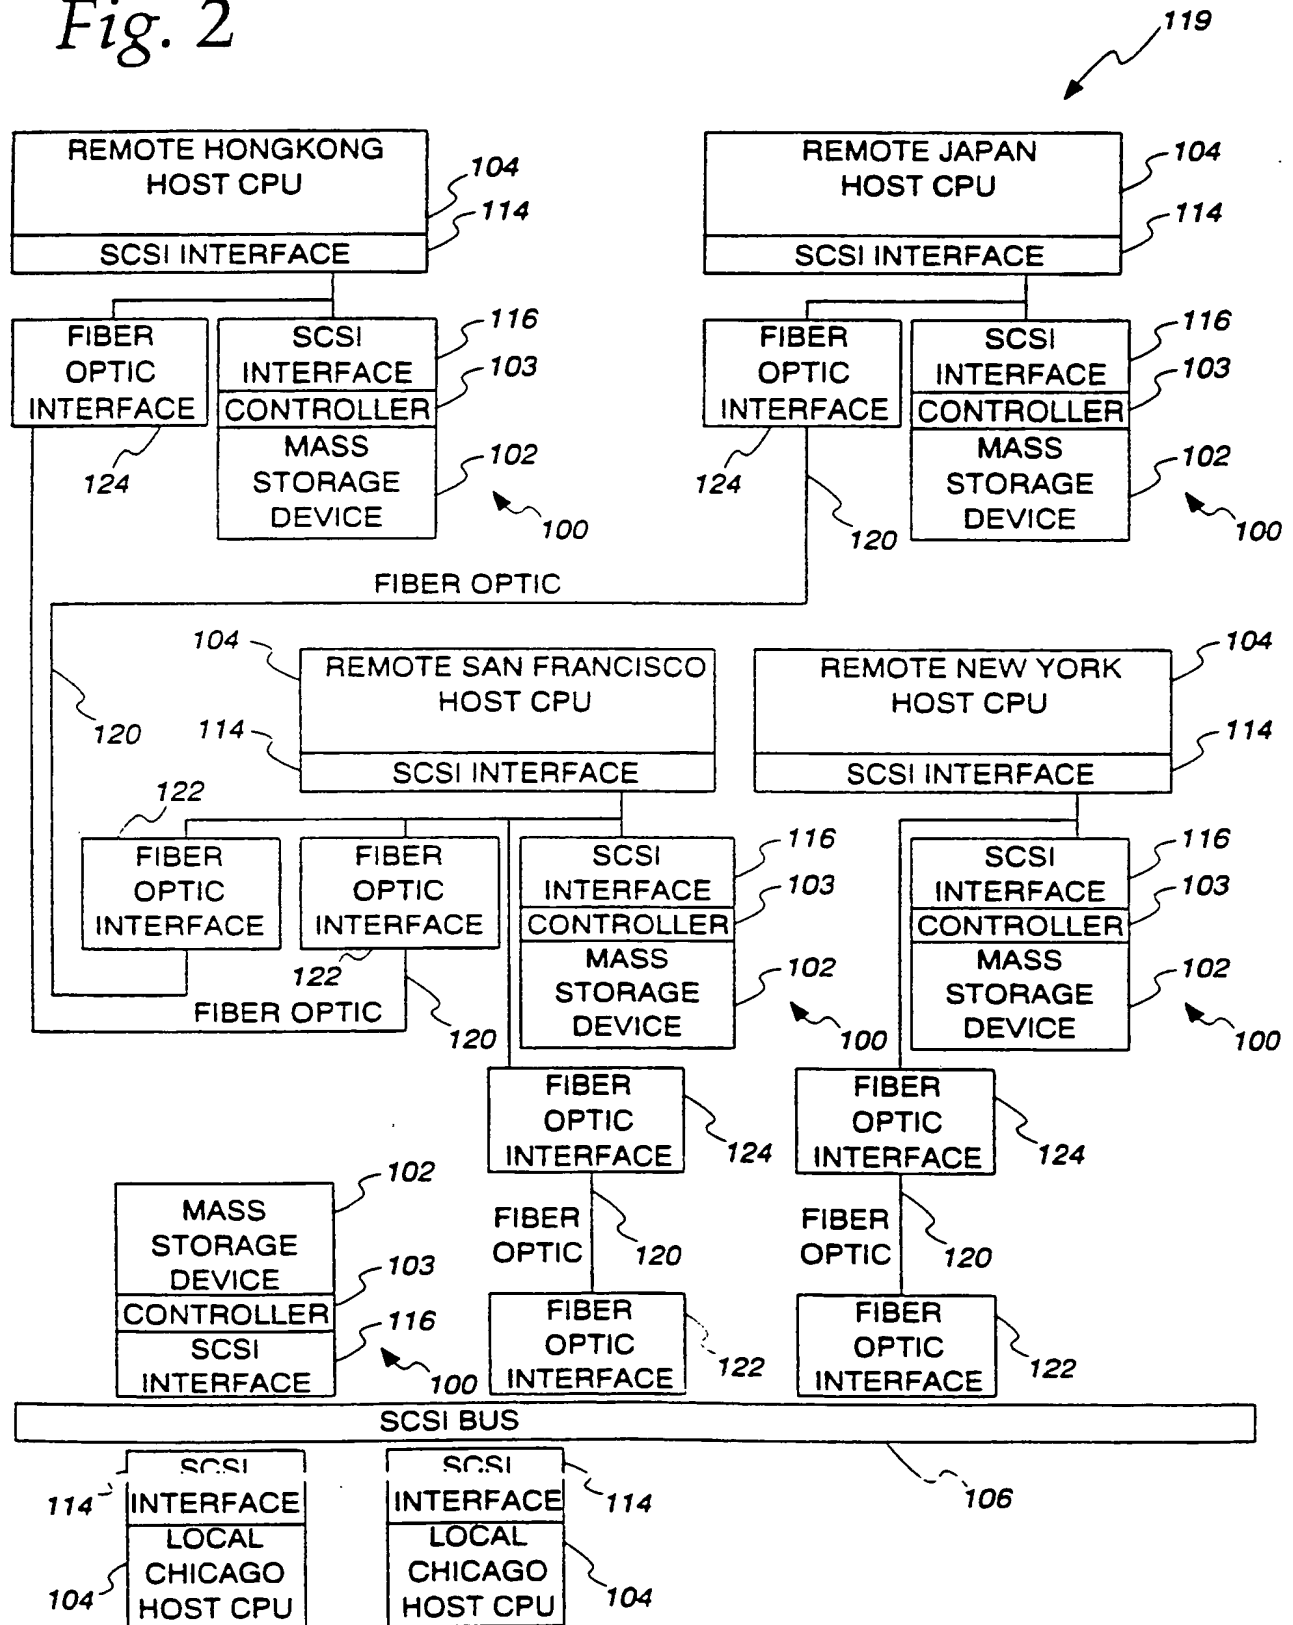 Fig. 2
119
REMOTE HONGKONG
HOST CPU
104
114
SCSI INTERFACE
REMOTE JAPAN
HOST CPU
104
114
SCSI INTERFACE
FIBER
OPTIC
INTERFACE
124
SCSI
INTERFACE
CONTROLLER
MASS
STORAGE
DEVICE
116
103
102
100
FIBER
OPTIC
INTERFACE
124
120
SCSI
INTERFACE
CONTROLLER
MASS
STORAGE
DEVICE
116
103
102
100
FIBER OPTIC
120
104
REMOTE SAN FRANCISCO
HOST CPU
114
SCSI INTERFACE
REMOTE NEW YORK
HOST CPU
104
114
SCSI INTERFACE
122
FIBER
OPTIC
INTERFACE
FIBER
OPTIC
INTERFACE
122
FIBER OPTIC
120
SCSI
INTERFACE
CONTROLLER
MASS
STORAGE
DEVICE
116
103
102
100
SCSI
INTERFACE
CONTROLLER
MASS
STORAGE
DEVICE
116
103
102
100
FIBER
OPTIC
INTERFACE
124
FIBER
OPTIC
INTERFACE
124
MASS
STORAGE
DEVICE
CONTROLLER
SCSI
INTERFACE
102
103
116
100
FIBER
OPTIC
120
FIBER
OPTIC
120
FIBER
OPTIC
INTERFACE
122
FIBER
OPTIC
INTERFACE
122
SCSI BUS
106
SCSI
INTERFACE
LOCAL
CHICAGO
HOST CPU
114
104
SCSI
INTERFACE
LOCAL
CHICAGO
HOST CPU
114
104